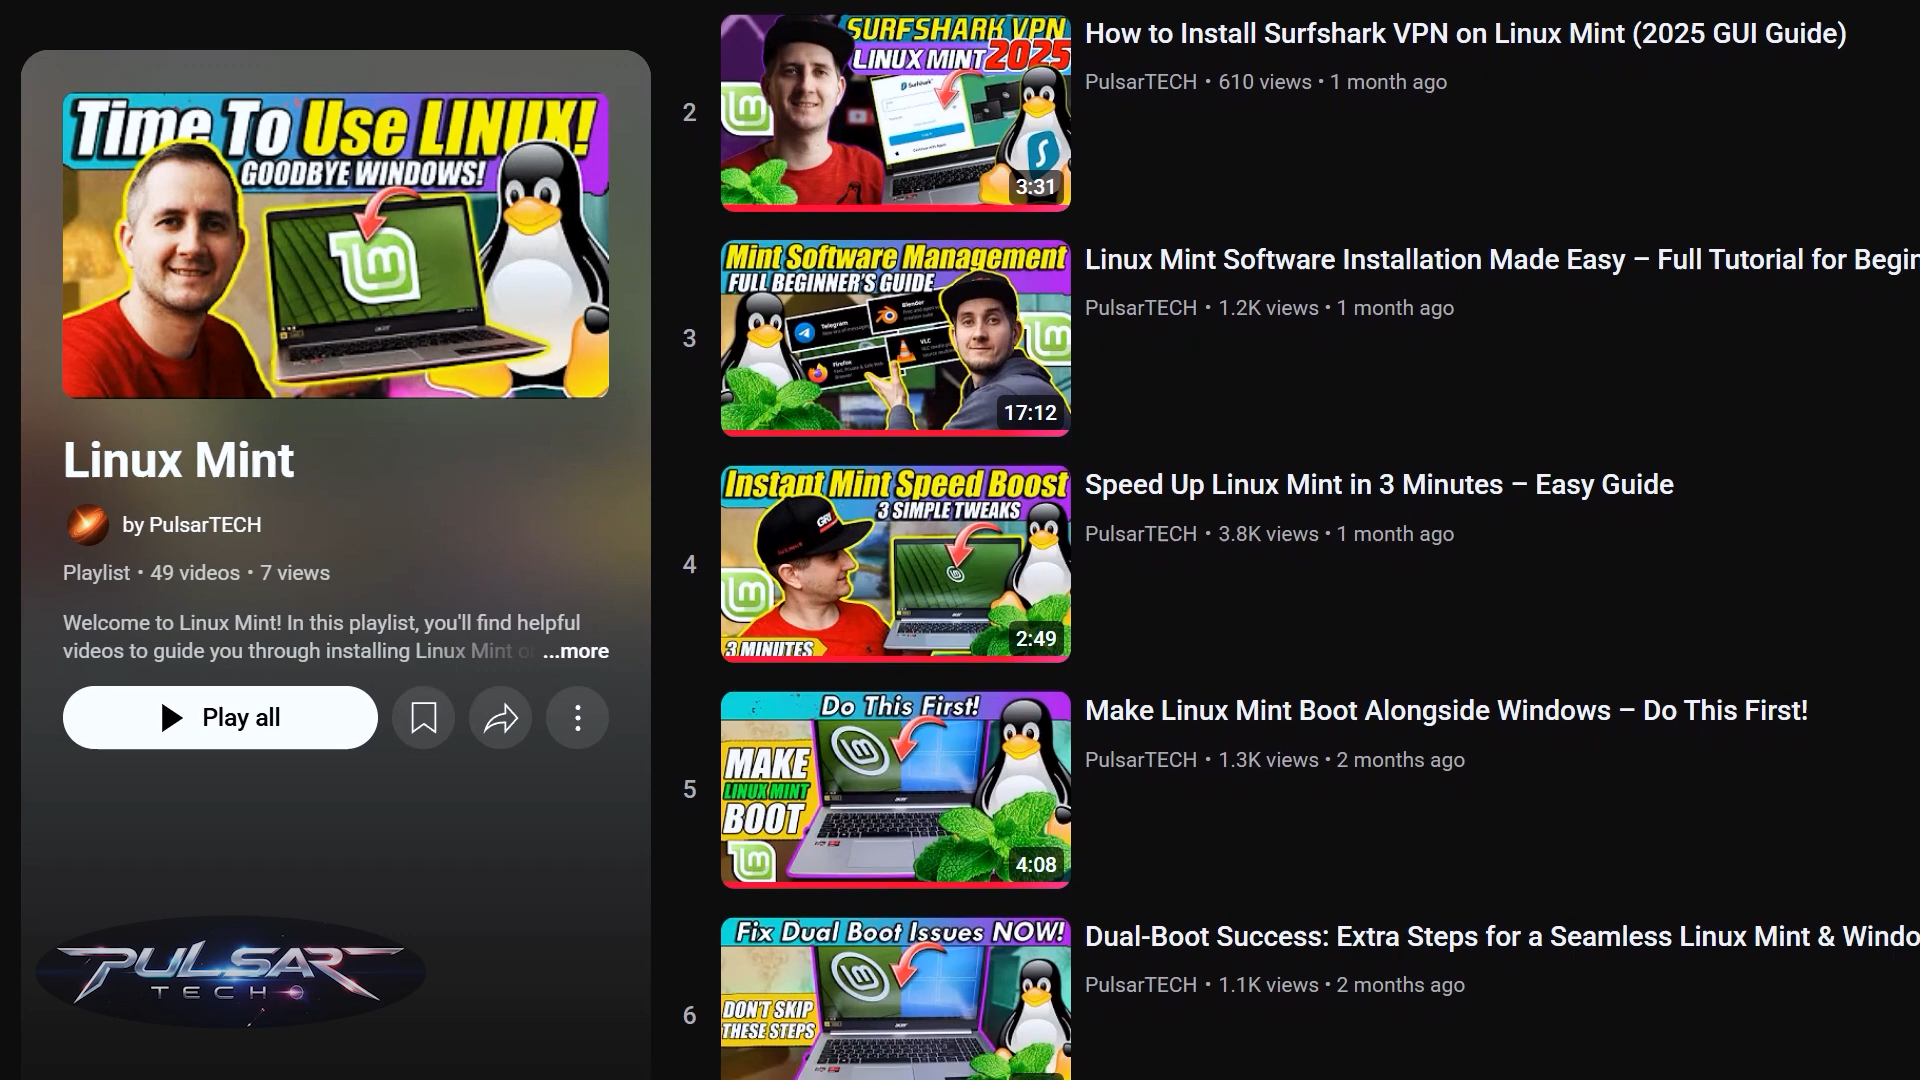 Time To Use LINUX!
GOODBYE WINDOWS!
Linux Mint
by PulsarTECH
Playlist • 49 videos • 7 views
Welcome to Linux Mint! In this playlist, you'll find helpful
videos to guide you through installing Linux Mint o ...more
Play all
PULSAR
TECH
2
SURFSHARK VPN
LINUX MINT 2025
Surfshark
3:31
How to Install Surfshark VPN on Linux Mint (2025 GUI Guide)
PulsarTECH • 610 views • 1 month ago
3
Mint Software Management
FULL BEGINNER'S GUIDE
Telegram
Blender
Firefox
VLC
17:12
Linux Mint Software Installation Made Easy – Full Tutorial for Begin
PulsarTECH • 1.2K views • 1 month ago
4
Instant Mint Speed Boost
3 SIMPLE TWEAKS
3 MINUTES
2:49
Speed Up Linux Mint in 3 Minutes – Easy Guide
PulsarTECH • 3.8K views • 1 month ago
5
Do This First!
MAKE
LINUX MINT
BOOT
4:08
Make Linux Mint Boot Alongside Windows – Do This First!
PulsarTECH • 1.3K views • 2 months ago
6
Fix Dual Boot Issues NOW!
DON'T SKIP
THESE STEPS
Dual-Boot Success: Extra Steps for a Seamless Linux Mint & Windo
PulsarTECH • 1.1K views • 2 months ago